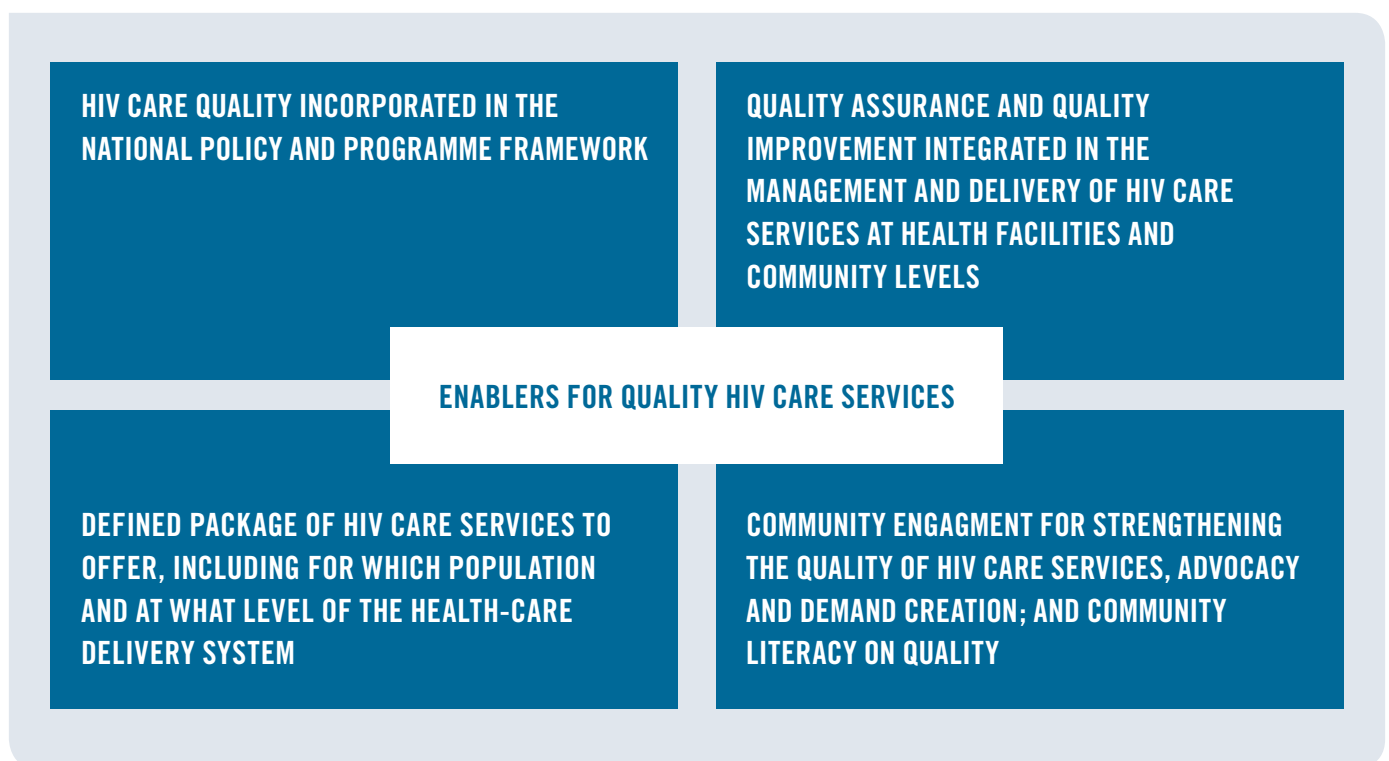 HIV CARE QUALITY INCORPORATED IN THE
NATIONAL POLICY AND PROGRAMME FRAMEWORK
QUALITY ASSURANCE AND QUALITY
IMPROVEMENT INTEGRATED IN THE
MANAGEMENT AND DELIVERY OF HIV CARE
SERVICES AT HEALTH FACILITIES AND
COMMUNITY LEVELS
ENABLERS FOR QUALITY HIV CARE SERVICES
DEFINED PACKAGE OF HIV CARE SERVICES TO
OFFER, INCLUDING FOR WHICH POPULATION
AND AT WHAT LEVEL OF THE HEALTH-CARE
DELIVERY SYSTEM
COMMUNITY ENGAGMENT FOR STRENGTHENING
THE QUALITY OF HIV CARE SERVICES, ADVOCACY
AND DEMAND CREATION; AND COMMUNITY
LITERACY ON QUALITY